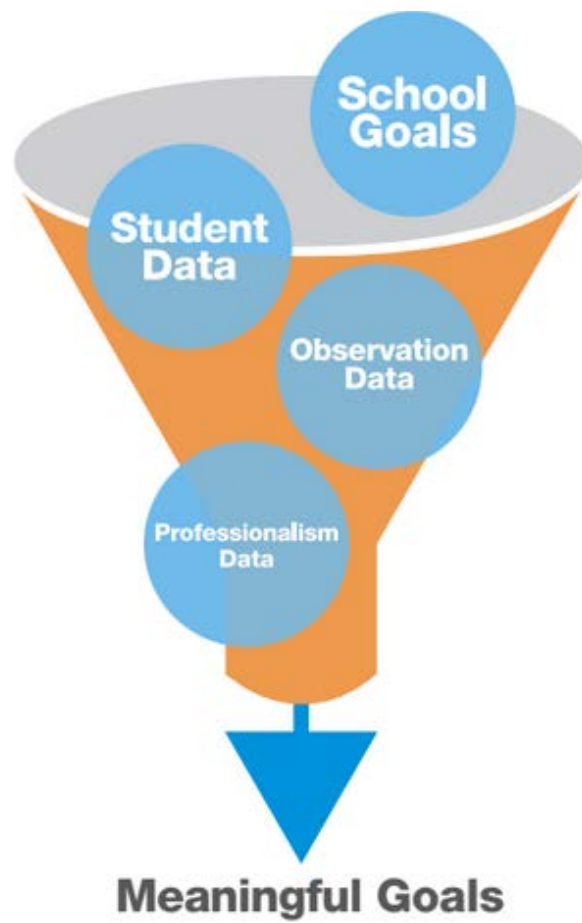 School
Goals
Student
Data
Observation
Data
Professionalism
Data
Meaningful Goals